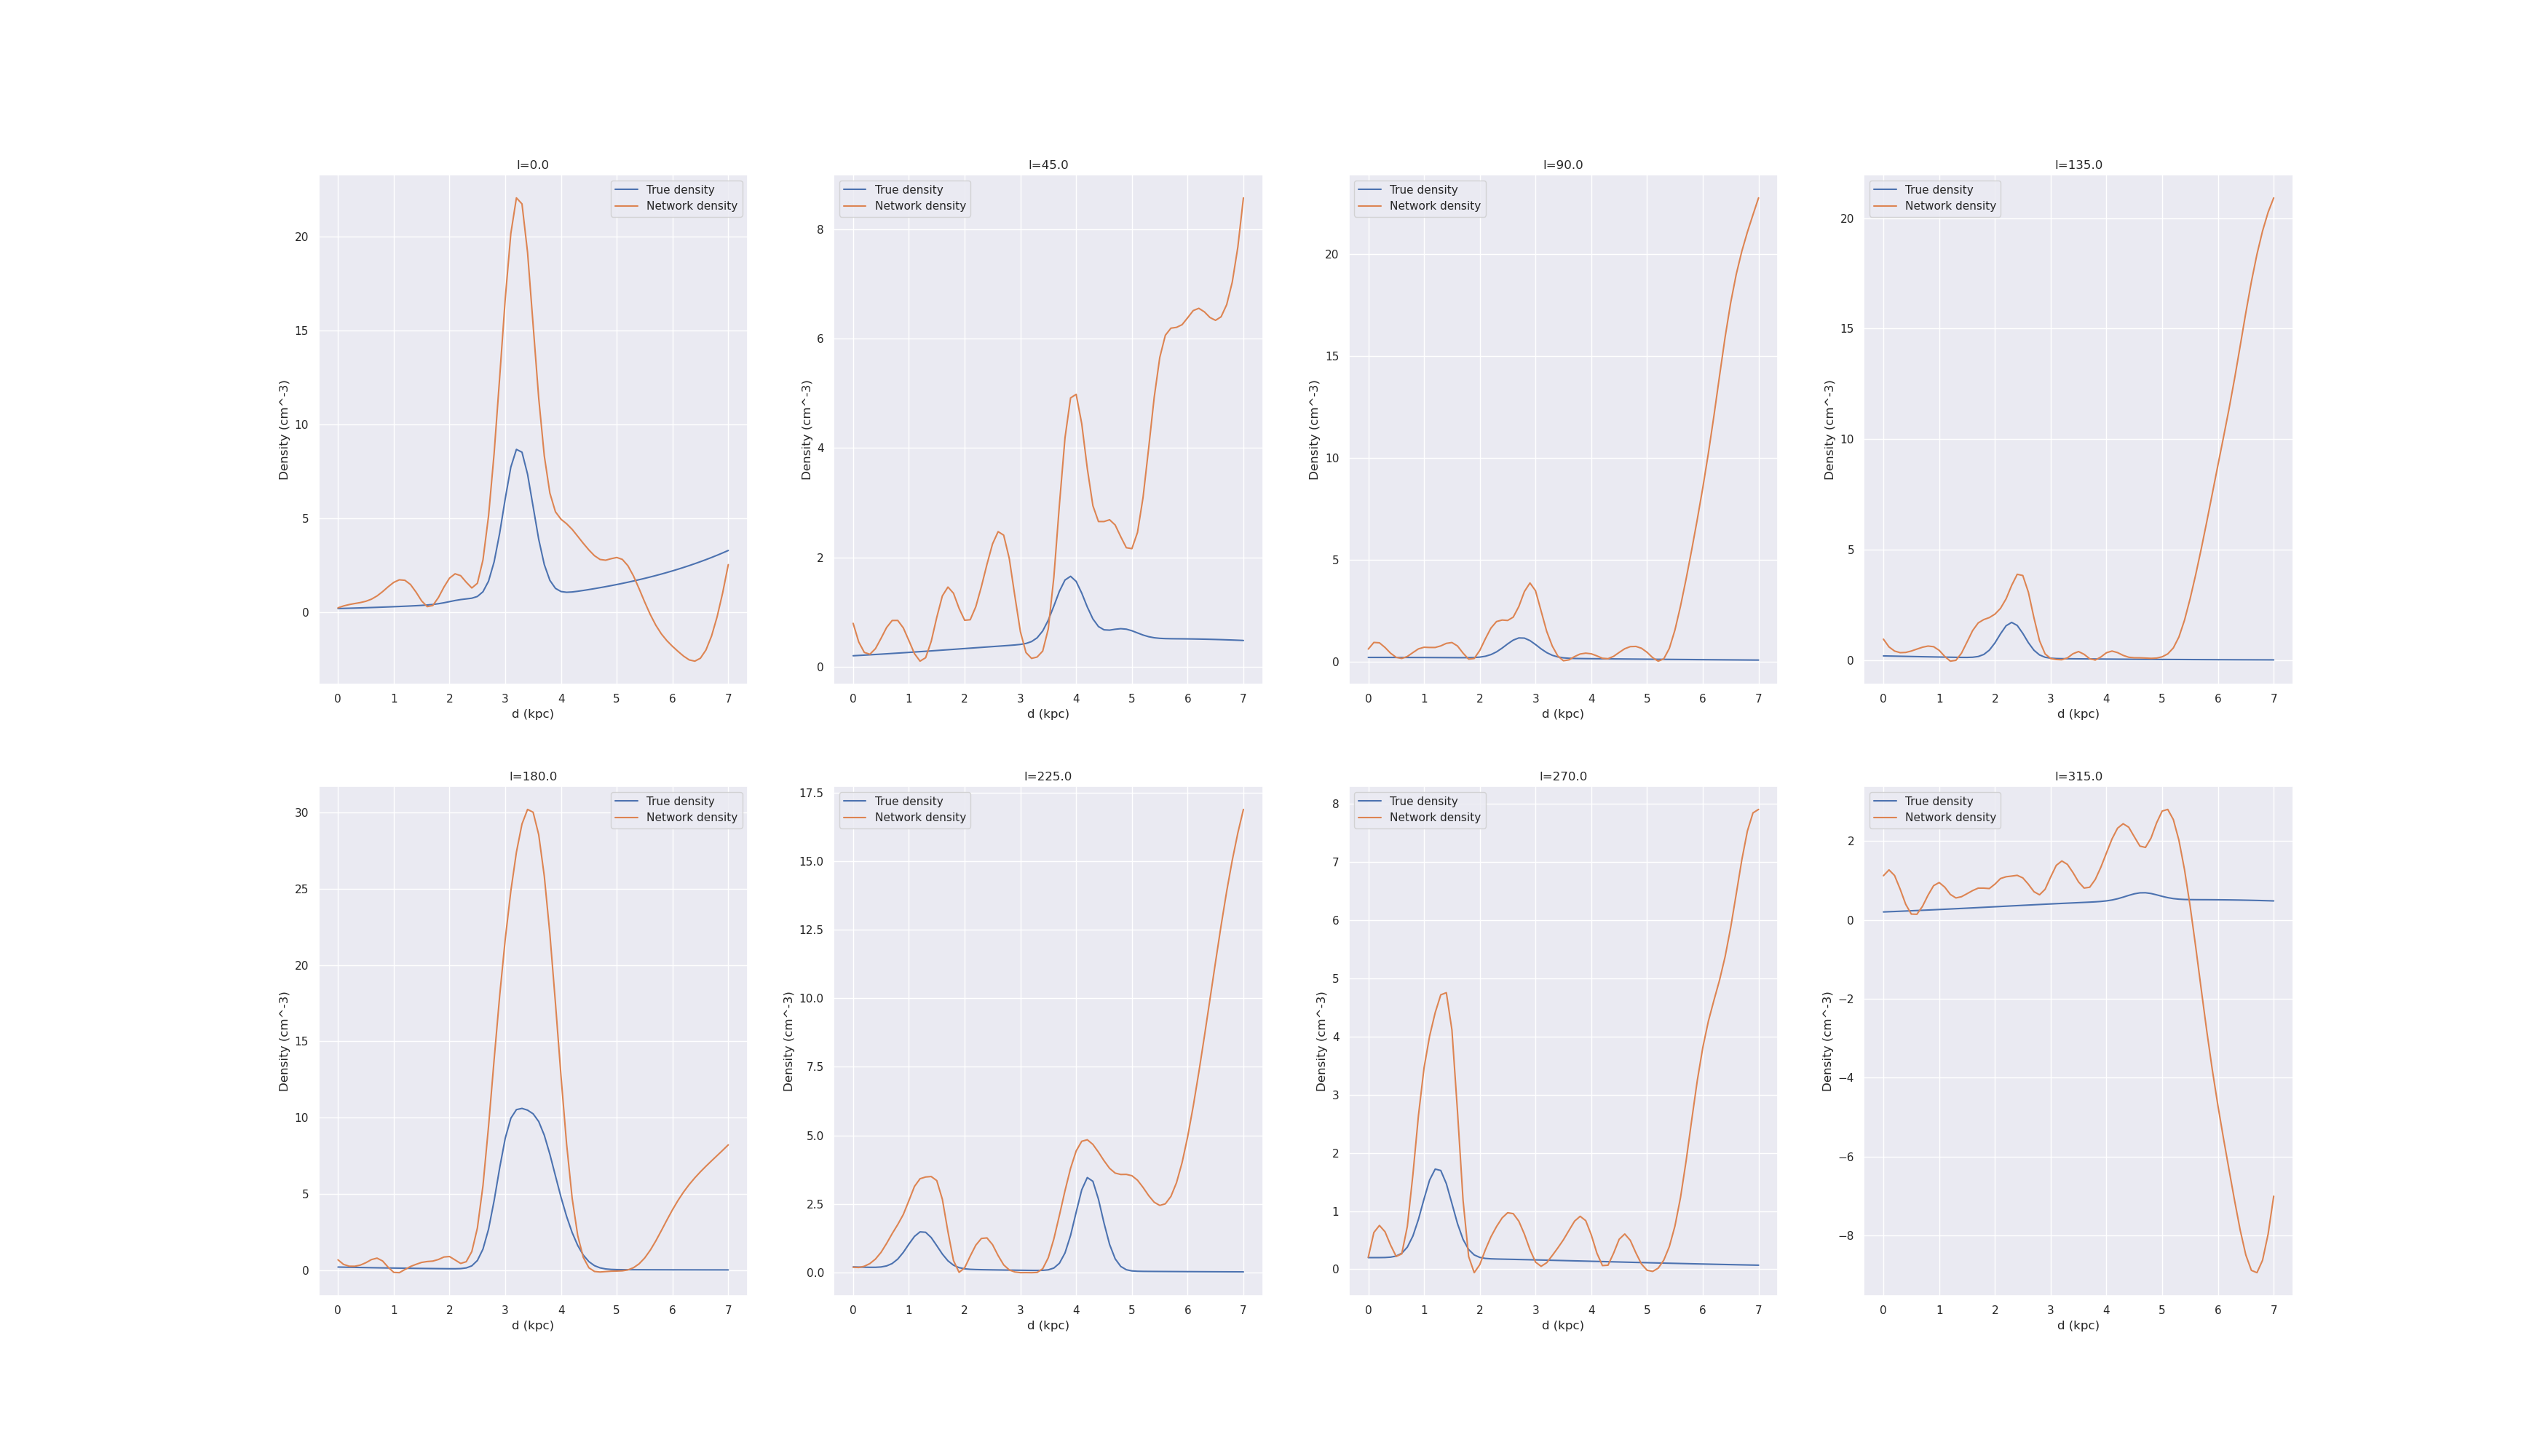 l=0.0
True density
Network density
20
15
10
5
0
Density (cm^-3)
0 1 2 3 4 5 6 7
d (kpc)
l=45.0
True density
Network density
8
6
4
2
0
Density (cm^-3)
0 1 2 3 4 5 6 7
d (kpc)
l=90.0
True density
Network density
20
15
10
5
0
Density (cm^-3)
0 1 2 3 4 5 6 7
d (kpc)
l=135.0
True density
Network density
20
15
10
5
0
Density (cm^-3)
0 1 2 3 4 5 6 7
d (kpc)
l=180.0
True density
Network density
30
25
20
15
10
5
0
Density (cm^-3)
0 1 2 3 4 5 6 7
d (kpc)
l=225.0
True density
Network density
17.5
15.0
12.5
10.0
7.5
5.0
2.5
0.0
Density (cm^-3)
0 1 2 3 4 5 6 7
d (kpc)
l=270.0
True density
Network density
8
7
6
5
4
3
2
1
0
Density (cm^-3)
0 1 2 3 4 5 6 7
d (kpc)
l=315.0
True density
Network density
2
0
−2
−4
−6
−8
Density (cm^-3)
0 1 2 3 4 5 6 7
d (kpc)